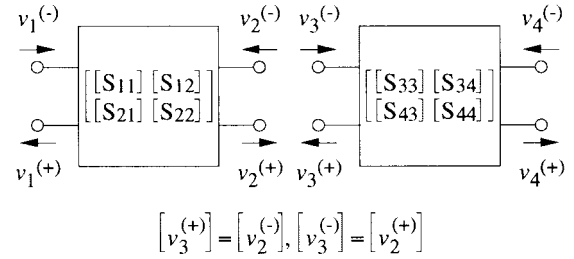 v₁⁽⁻⁾ v₂⁽⁻⁾ v₃⁽⁻⁾ v₄⁽⁻⁾
[[S₁₁] [S₁₂]] [[S₃₃] [S₃₄]]
[[S₂₁] [S₂₂]] [[S₄₃] [S₄₄]]
v₁⁽⁺⁾ v₂⁽⁺⁾ v₃⁽⁺⁾ v₄⁽⁺⁾
[v₃⁽⁺⁾]=[v₂⁽⁻⁾], [v₃⁽⁻⁾]=[v₂⁽⁺⁾]